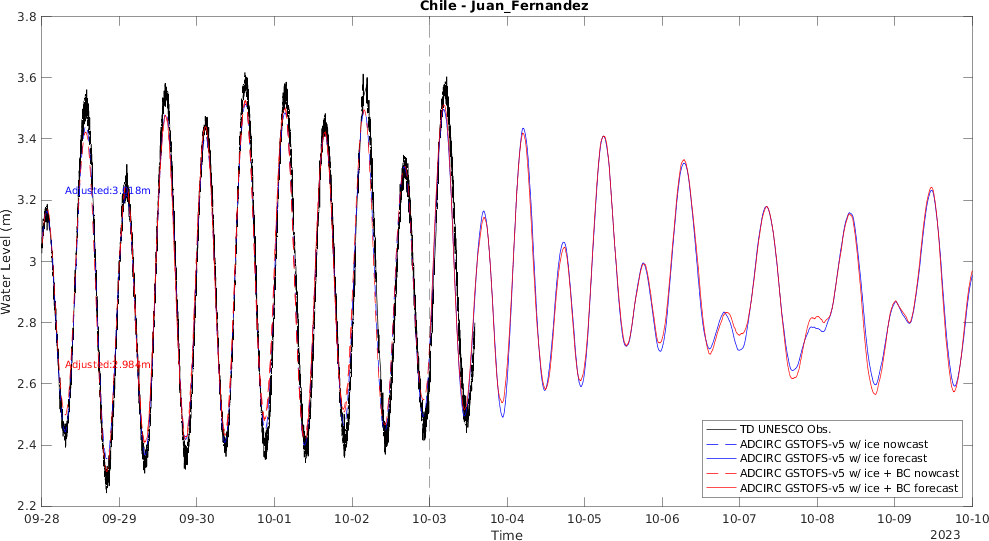 Chile - Juan_Fernandez
3.8
3.6
3.4
3.2
3
2.8
2.6
2.4
2.2
Water Level (m)
Adjusted:3.118m
Adjusted:2.984m
TD UNESCO Obs.
ADCIRC GSTOFS-v5 w/ ice nowcast
ADCIRC GSTOFS-v5 w/ ice forecast
ADCIRC GSTOFS-v5 w/ ice + BC nowcast
ADCIRC GSTOFS-v5 w/ ice + BC forecast
09-28 09-29 09-30 10-01 10-02 10-03 10-04 10-05 10-06 10-07 10-08 10-09 10-10
Time
2023